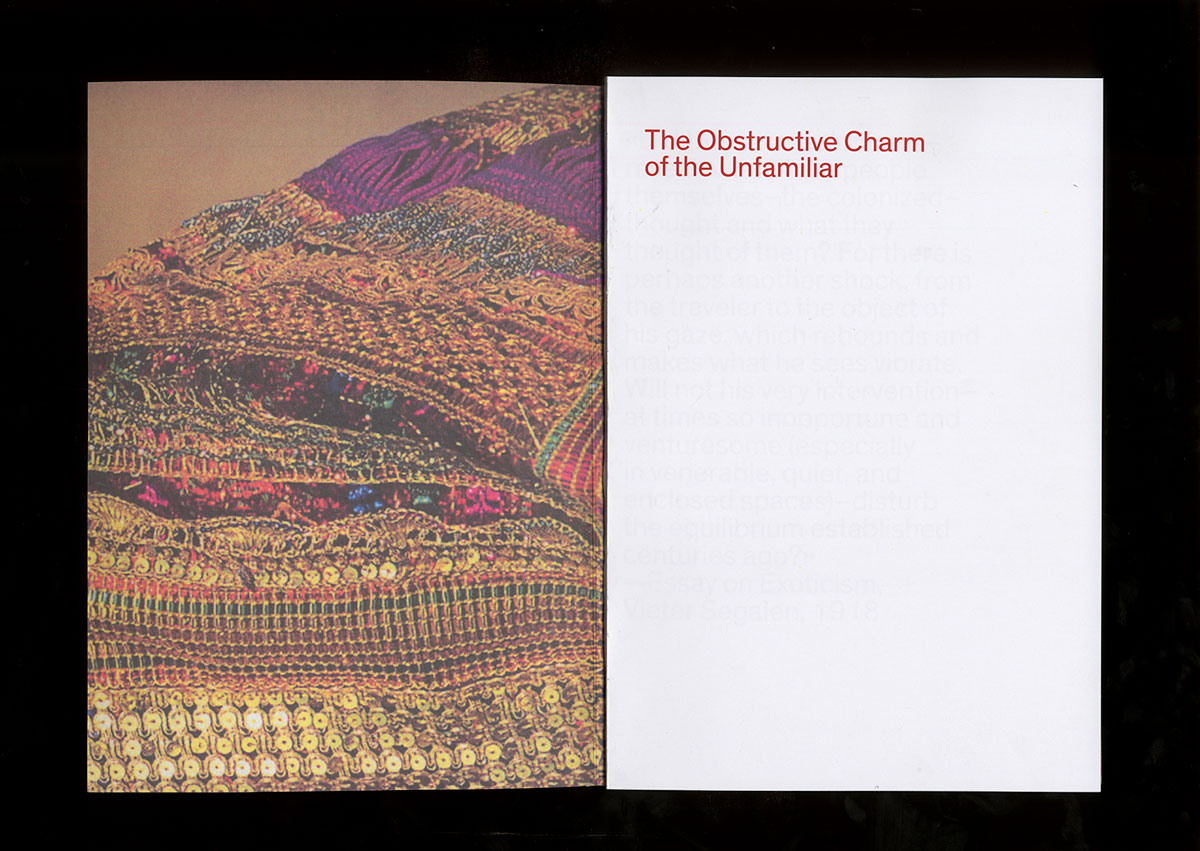 The Obstructive Charm
of the Unfamiliar
people
themselves—the colonized—
thought and what they
thought of them? For there is
perhaps another shock, from
the traveler to the object of
his gaze, which rebounds and
makes what he sees vibrate.
Will not his very intervention—
at times so inopportune and
venturesome (especially
in venerable, quiet, and
enclosed spaces)—disturb
the equilibrium established
centuries ago?
—Essay on Exoticism,
Victor Segalen, 1918